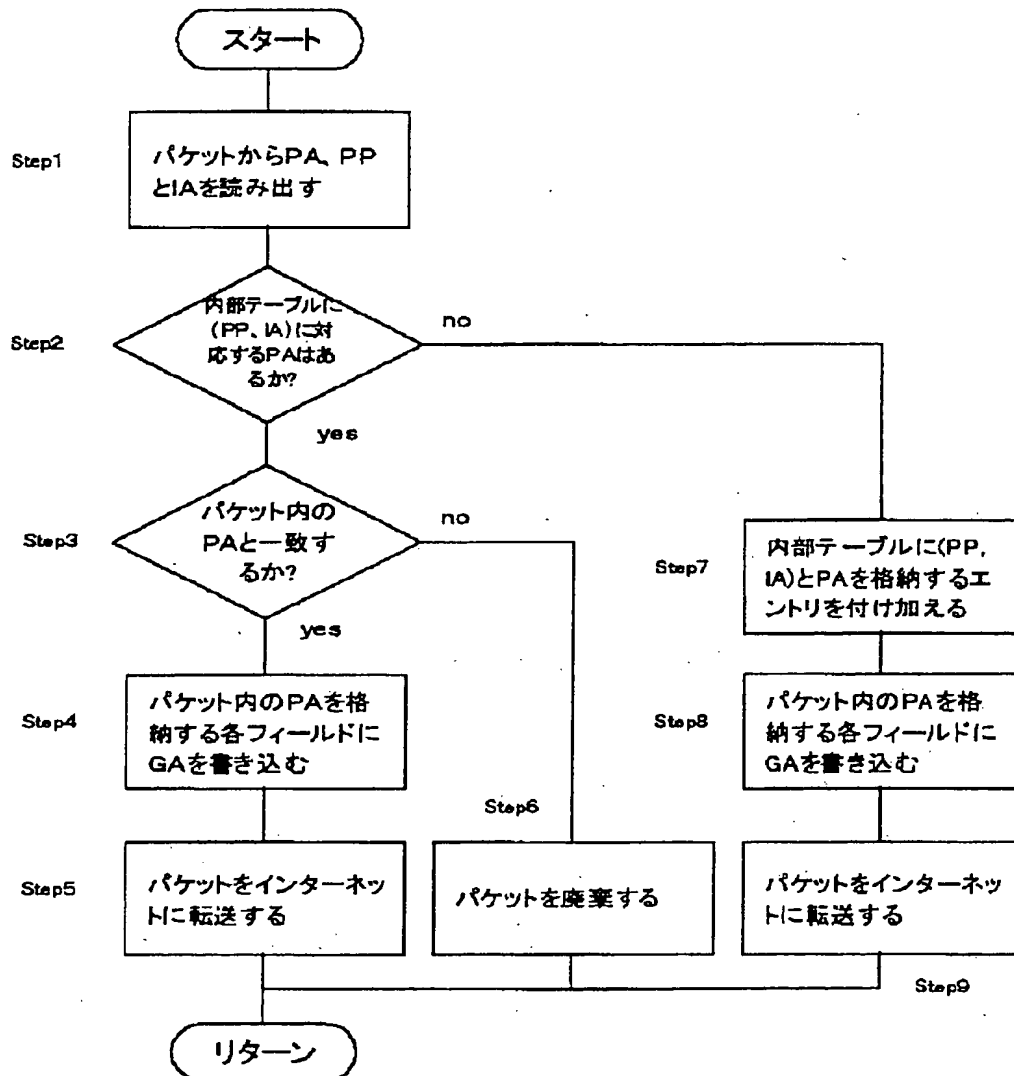 スタート
Step1
パケットからPA、PP
とIAを読み出す
Step2
内部テーブルに
(PP、IA)に対
応するPAはあ
るか?
no
yes
Step3
パケット内の
PAと一致す
るか?
no
yes
Step7
内部テーブルに(PP,
IA)とPAを格納するエ
ントリを付け加える
Step4
パケット内のPAを格
納する各フィールドに
GAを書き込む
Step8
パケット内のPAを格
納する各フィールドに
GAを書き込む
Step6
Step5
パケットをインターネッ
トに転送する
パケットを廃棄する
パケットをインターネッ
トに転送する
Step9
リターン